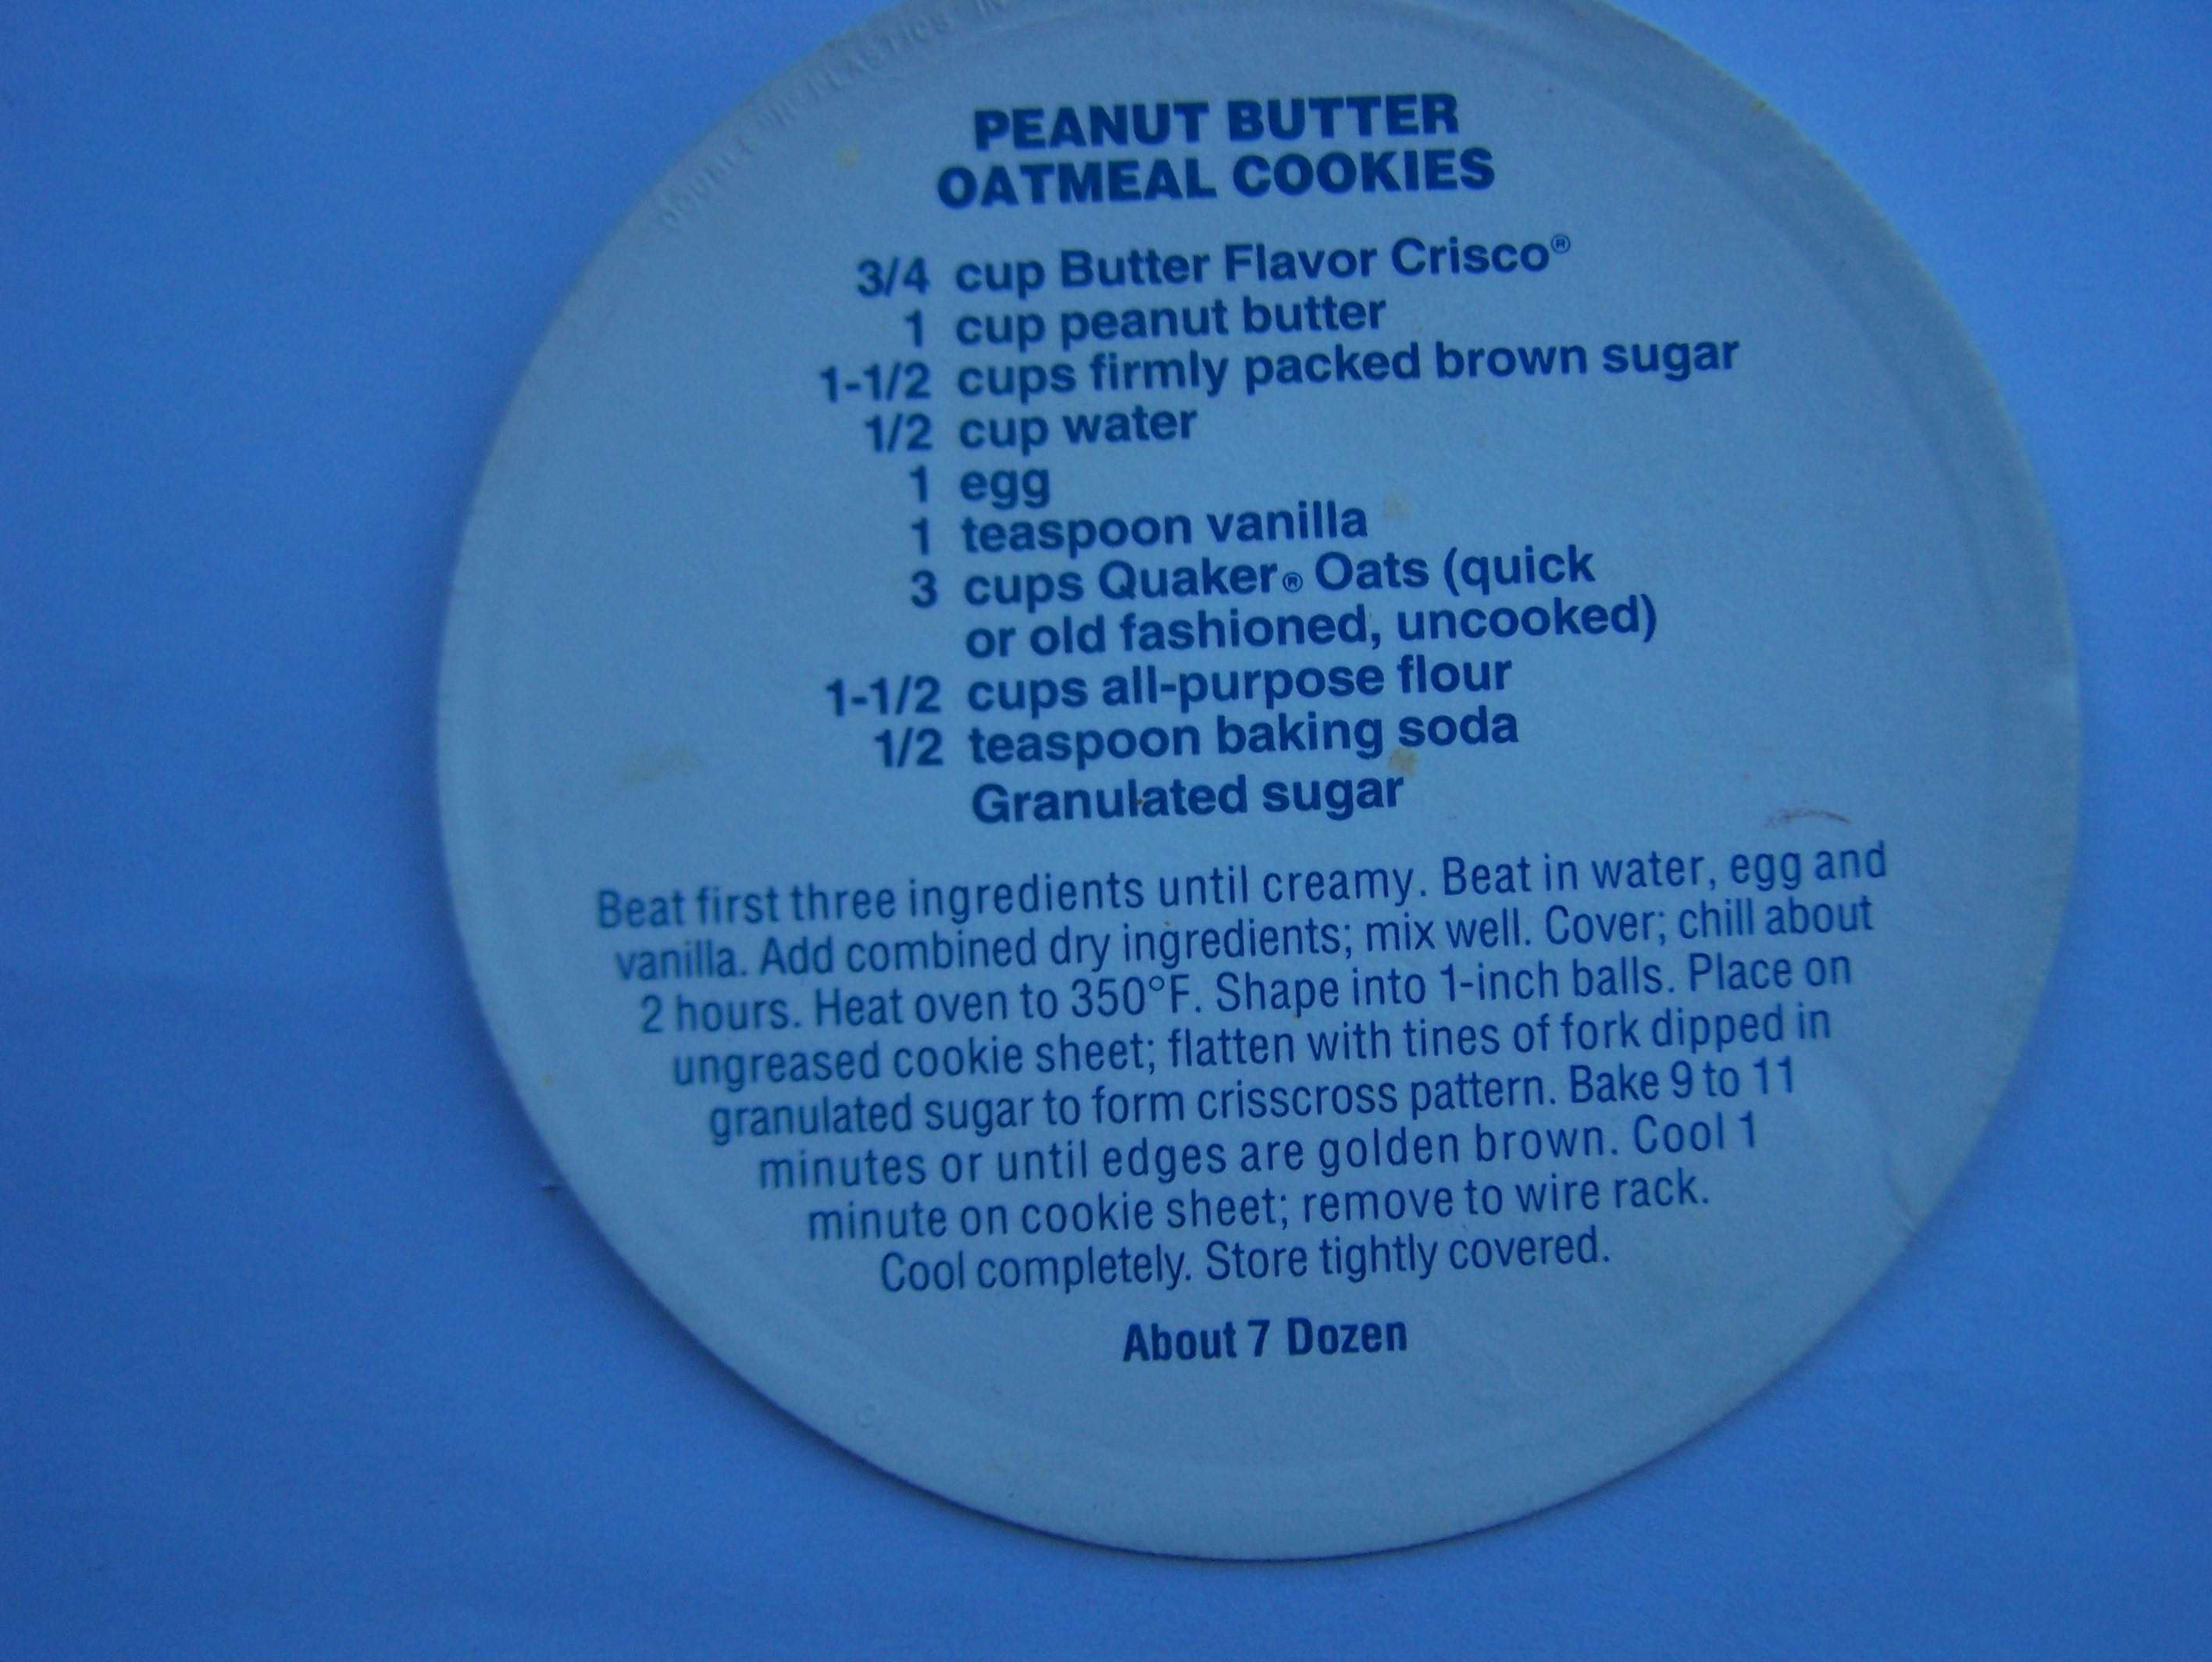 DOUBLE "H" PLASTICS IN
PEANUT BUTTER
OATMEAL COOKIES
3/4 cup Butter Flavor Crisco®
1 cup peanut butter
1-1/2 cups firmly packed brown sugar
1/2 cup water
1 egg
1 teaspoon vanilla
3 cups Quaker® Oats (quick
or old fashioned, uncooked)
1-1/2 cups all-purpose flour
1/2 teaspoon baking soda
Granulated sugar
Beat first three ingredients until creamy. Beat in water, egg and
vanilla. Add combined dry ingredients; mix well. Cover; chill about
2 hours. Heat oven to 350°F. Shape into 1-inch balls. Place on
ungreased cookie sheet; flatten with tines of fork dipped in
granulated sugar to form crisscross pattern. Bake 9 to 11
minutes or until edges are golden brown. Cool 1
minute on cookie sheet; remove to wire rack.
Cool completely. Store tightly covered.
About 7 Dozen